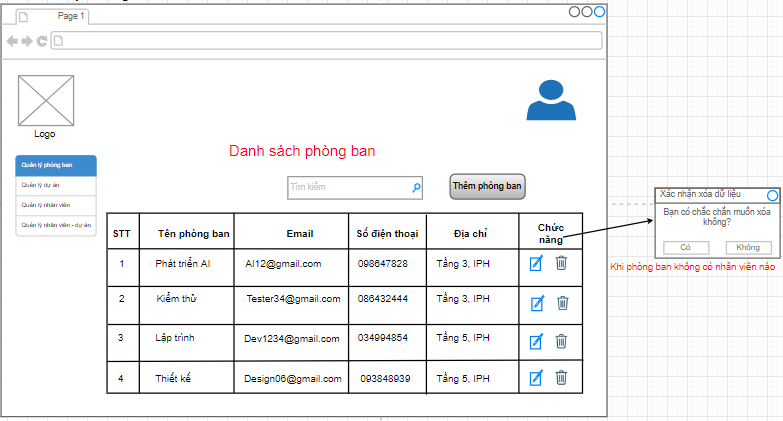 Page 1
Logo
Danh sách phòng ban
Quản lý phòng ban
Quản lý dự án
Quản lý nhân viên
Quản lý nhân viên - dự án
Tìm kiếm
Thêm phòng ban
STT Tên phòng ban Email Số điện thoại Địa chỉ Chức năng
1 Phát triển AI AI12@gmail.com 098647828 Tầng 3, IPH
2 Kiểm thử Tester34@gmail.com 086432444 Tầng 3, IPH
3 Lập trình Dev1234@gmail.com 034994854 Tầng 5, IPH
4 Thiết kế Design06@gmail.com 093848939 Tầng 5, IPH
Xác nhận xóa dữ liệu
Bạn có chắc chắn muốn xóa
không?
Có Không
Khi phòng ban không có nhân viên nào